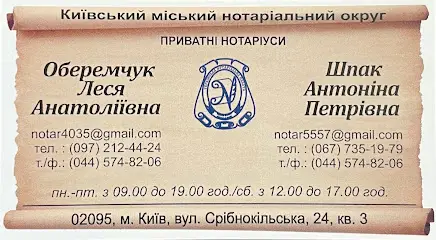 Київський міський нотаріальний округ
ПРИВАТНІ НОТАРІУСИ
Оберемчук
Леся
Анатоліївна
notar4035@gmail.com
тел. : (097) 212-44-24
т./ф.: (044) 574-82-06
Шпак
Антоніна
Петрівна
notar5557@gmail.com
тел. : (067) 735-19-79
т./ф.: (044) 574-82-06
пн.-пт. з 09.00 до 19.00 год./сб. з 12.00 до 17.00 год.
02095, м. Київ, вул. Срібнокільська, 24, кв. 3